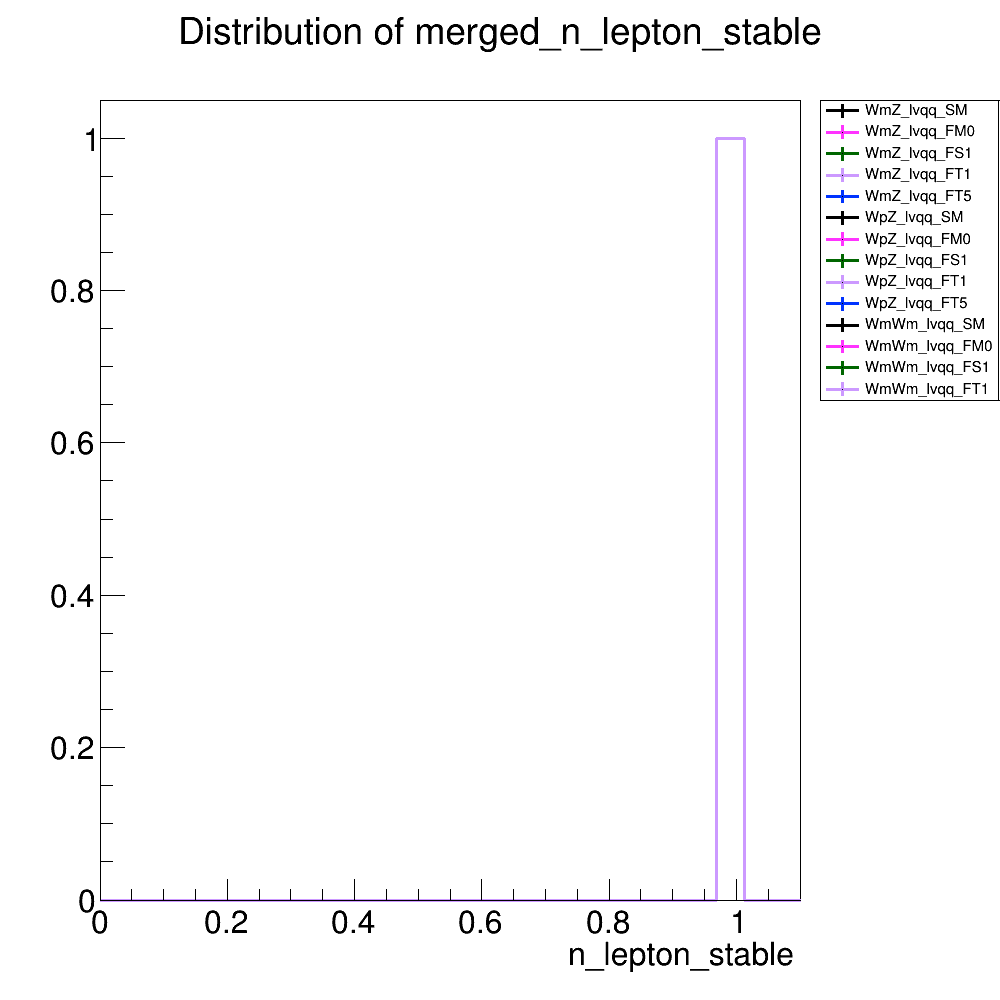 Distribution of merged_n_lepton_stable
WmZ_lvqq_SM
WmZ_lvqq_FM0
WmZ_lvqq_FS1
WmZ_lvqq_FT1
WmZ_lvqq_FT5
WpZ_lvqq_SM
WpZ_lvqq_FM0
WpZ_lvqq_FS1
WpZ_lvqq_FT1
WpZ_lvqq_FT5
WmWm_lvqq_SM
WmWm_lvqq_FM0
WmWm_lvqq_FS1
WmWm_lvqq_FT1
1
0.8
0.6
0.4
0.2
0
0 0.2 0.4 0.6 0.8 1
n_lepton_stable